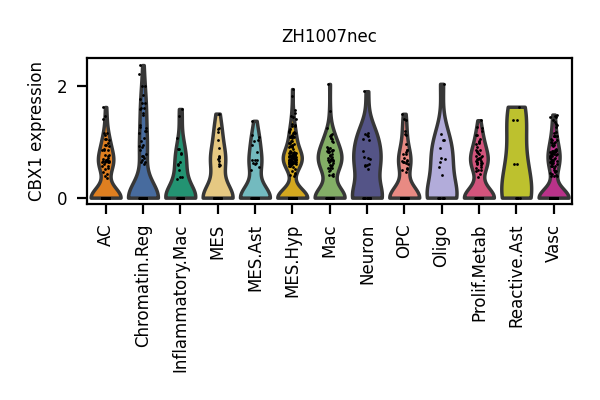 ZH1007nec
CBX1 expression
2
0
AC
Chromatin.Reg
Inflammatory.Mac
MES
MES.Ast
MES.Hyp
Mac
Neuron
OPC
Oligo
Prolif.Metab
Reactive.Ast
Vasc